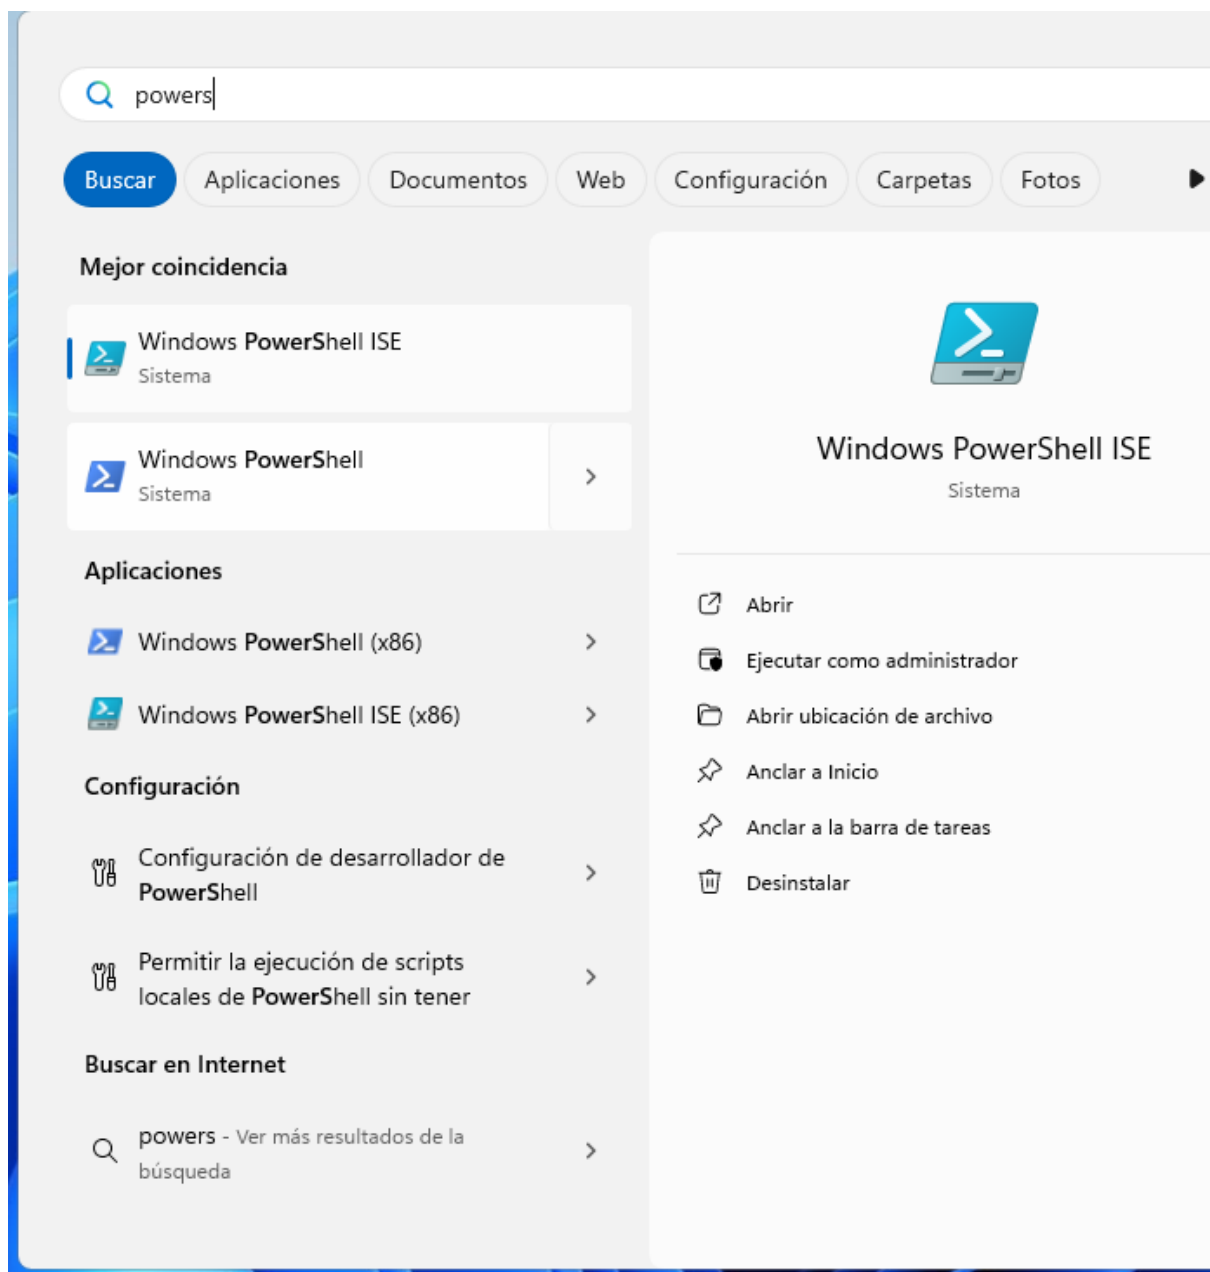 powers
Buscar Aplicaciones Documentos Web Configuración Carpetas Fotos
Mejor coincidencia
Windows PowerShell ISE
Sistema
Windows PowerShell
Sistema
Aplicaciones
Windows PowerShell (x86)
Windows PowerShell ISE (x86)
Configuración
Configuración de desarrollador de
PowerShell
Permitir la ejecución de scripts
locales de PowerShell sin tener
Buscar en Internet
powers - Ver más resultados de la
búsqueda
Windows PowerShell ISE
Sistema
Abrir
Ejecutar como administrador
Abrir ubicación de archivo
Anclar a Inicio
Anclar a la barra de tareas
Desinstalar